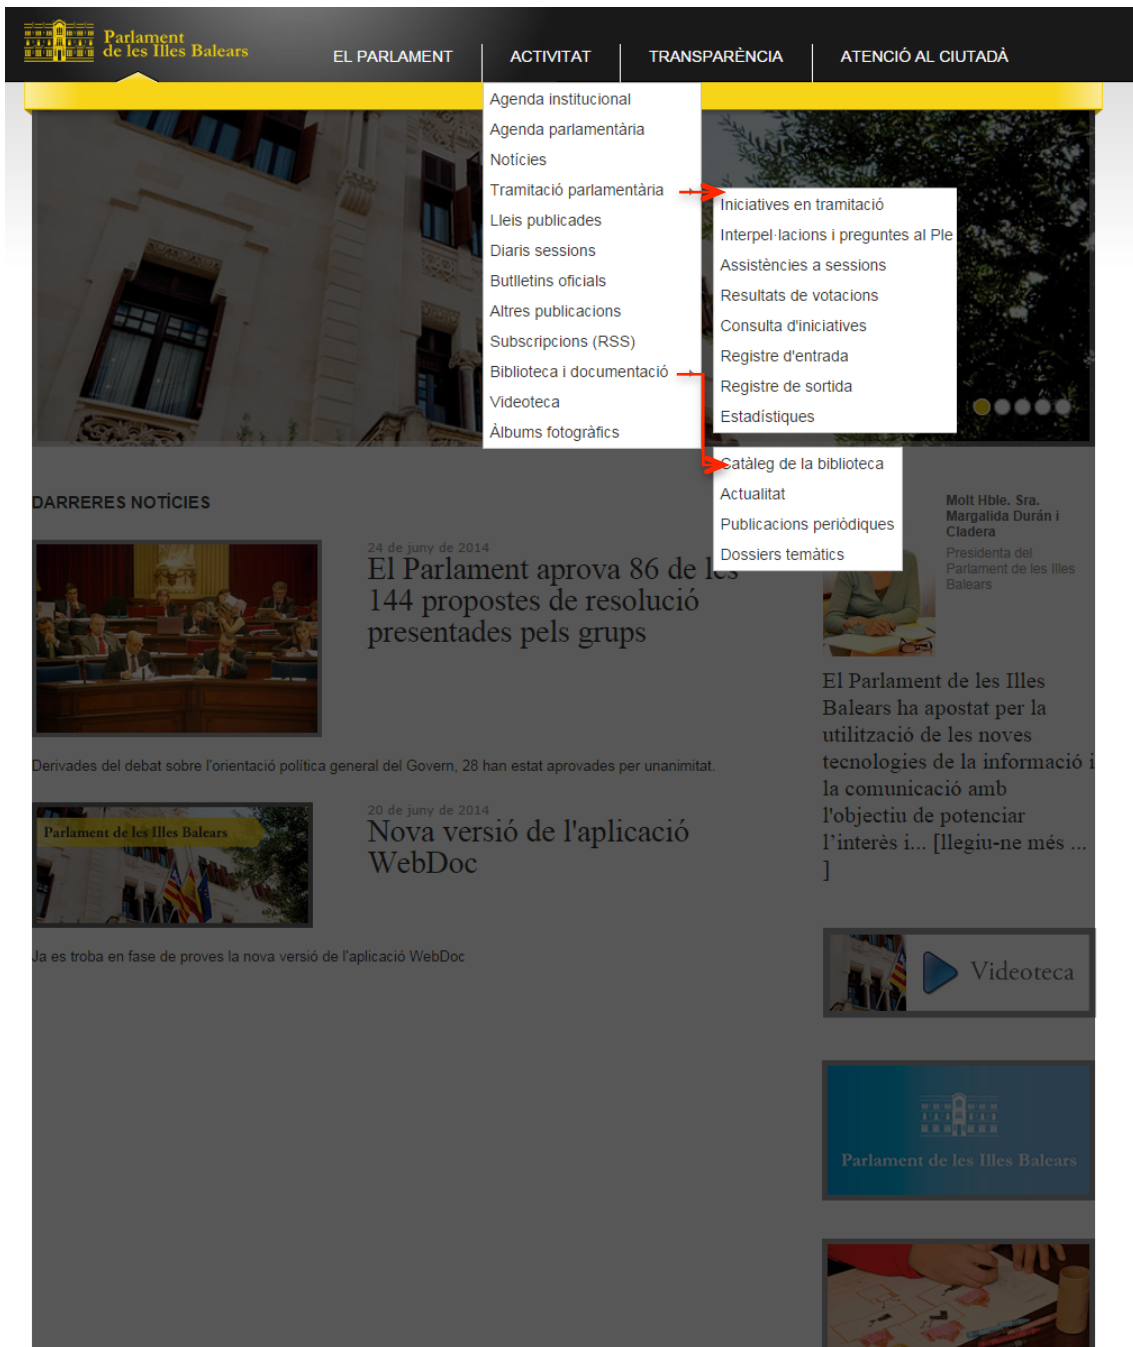 Parlament
de les Illes Balears
EL PARLAMENT
ACTIVITAT
TRANSPARÈNCIA
ATENCIÓ AL CIUTADÀ
Agenda institucional
Agenda parlamentària
Notícies
Tramitació parlamentària
Lleis publicades
Diaris sessions
Butlletins oficials
Altres publicacions
Subscripcions (RSS)
Biblioteca i documentació
Videoteca
Àlbums fotogràfics
Iniciatives en tramitació
Interpel·lacions i preguntes al Ple
Assistències a sessions
Resultats de votacions
Consulta d'iniciatives
Registre d'entrada
Registre de sortida
Estadístiques
Catàleg de la biblioteca
Actualitat
Publicacions periòdiques
Dossiers temàtics
DARRERES NOTÍCIES
24 de juny de 2014
El Parlament aprova 86 de les
144 propostes de resolució
presentades pels grups
Derivades del debat sobre l'orientació política general del Govern, 28 han estat aprovades per unanimitat.
Parlament de les Illes Balears
20 de juny de 2014
Nova versió de l'aplicació
WebDoc
Ja es troba en fase de proves la nova versió de l'aplicació WebDoc
Molt Hble. Sra.
Margalida Durán i
Cladera
Presidenta del
Parlament de les Illes
Balears
El Parlament de les Illes
Balears ha apostat per la
utilització de les noves
tecnologies de la informació i
la comunicació amb
l'objectiu de potenciar
l’interès i... [llegiu-ne més ...
]
Videoteca
Parlament de les Illes Balears